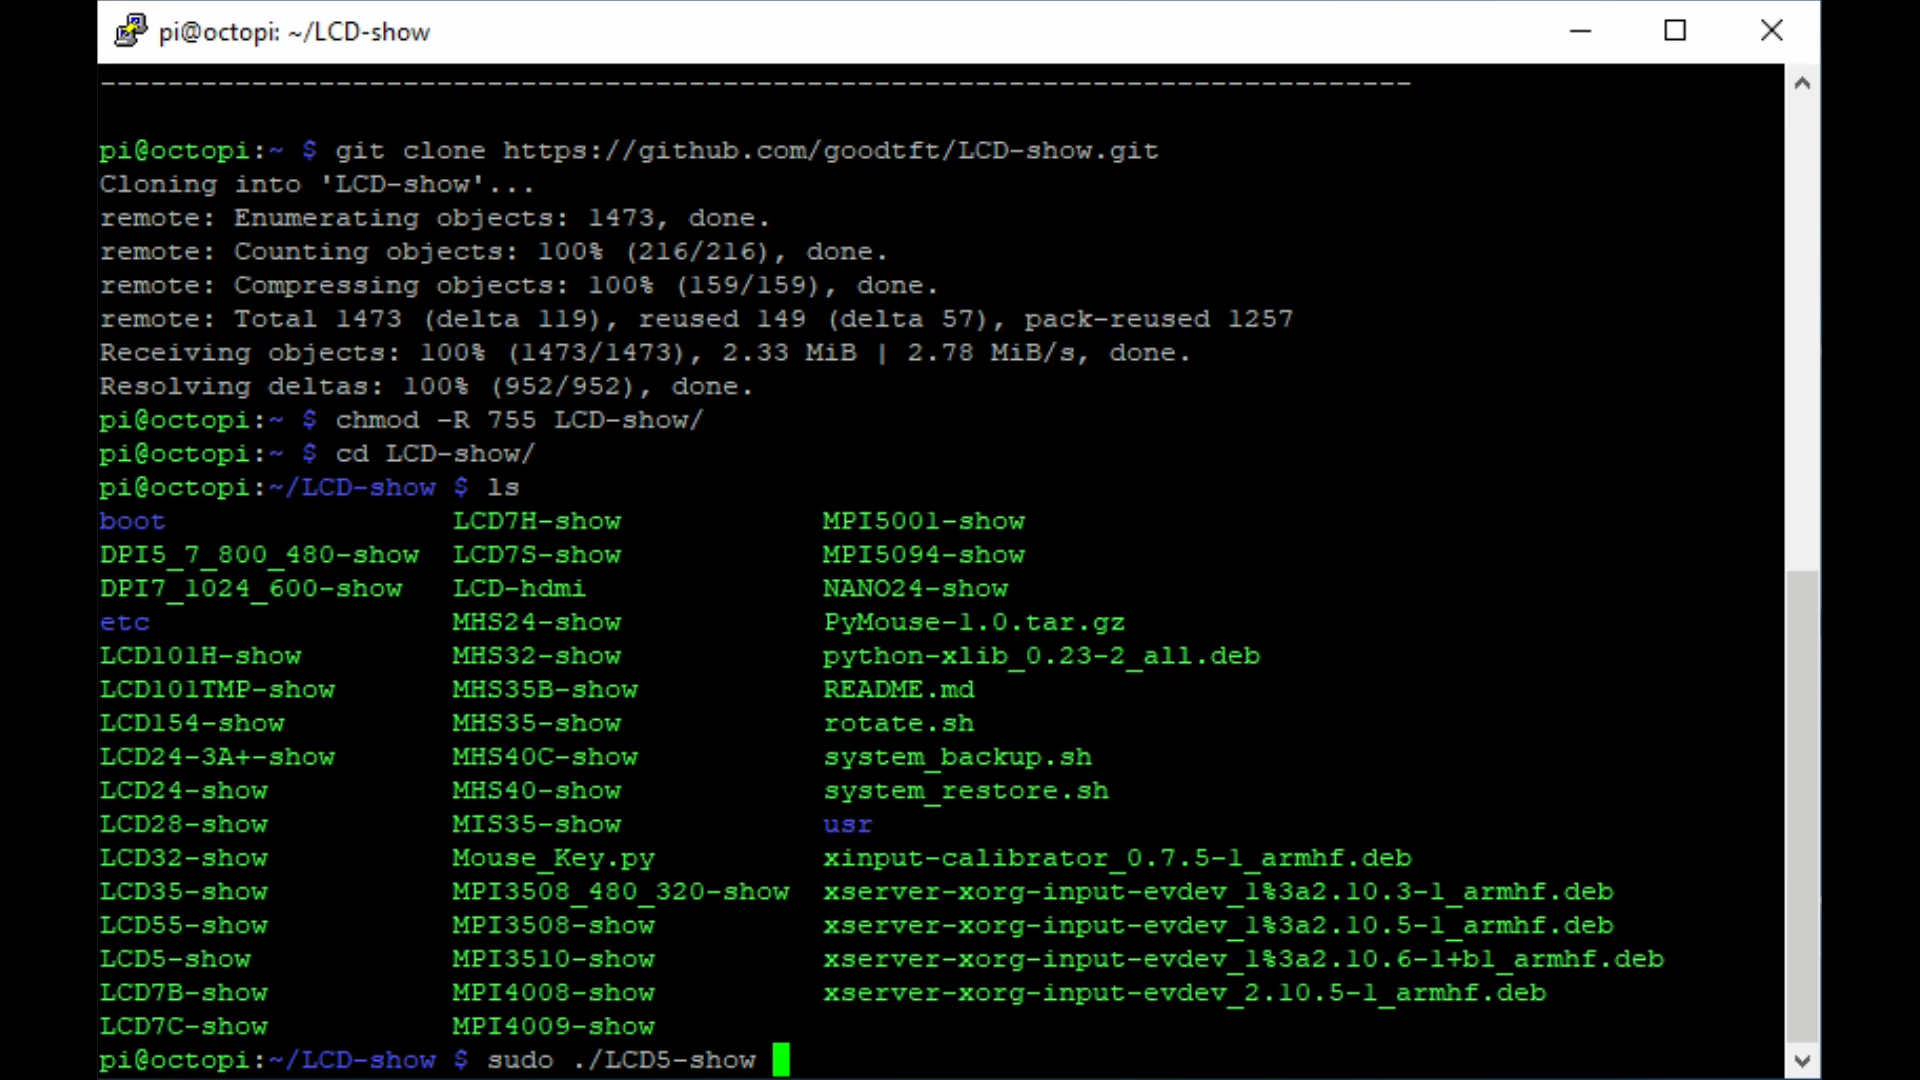 pi@octopi: ~/LCD-show
------------------------------------------------------------------------------
pi@octopi:~ $ git clone https://github.com/goodtft/LCD-show.git
Cloning into 'LCD-show'...
remote: Enumerating objects: 1473, done.
remote: Counting objects: 100% (216/216), done.
remote: Compressing objects: 100% (159/159), done.
remote: Total 1473 (delta 119), reused 149 (delta 57), pack-reused 1257
Receiving objects: 100% (1473/1473), 2.33 MiB | 2.78 MiB/s, done.
Resolving deltas: 100% (952/952), done.
pi@octopi:~ $ chmod -R 755 LCD-show/
pi@octopi:~ $ cd LCD-show/
pi@octopi:~/LCD-show $ ls
boot LCD7H-show MPI5001-show
DPI5_7_800_480-show LCD7S-show MPI5094-show
DPI7_1024_600-show LCD-hdmi NANO24-show
etc MHS24-show PyMouse-1.0.tar.gz
LCD101H-show MHS32-show python-xlib_0.23-2_all.deb
LCD101TMP-show MHS35B-show README.md
LCD154-show MHS35-show rotate.sh
LCD24-3A+-show MHS40C-show system_backup.sh
LCD24-show MHS40-show system_restore.sh
LCD28-show MIS35-show usr
LCD32-show Mouse_Key.py xinput-calibrator_0.7.5-1_armhf.deb
LCD35-show MPI3508_480_320-show xserver-xorg-input-evdev_1%3a2.10.3-1_armhf.deb
LCD55-show MPI3508-show xserver-xorg-input-evdev_1%3a2.10.5-1_armhf.deb
LCD5-show MPI3510-show xserver-xorg-input-evdev_1%3a2.10.6-1+b1_armhf.deb
LCD7B-show MPI4008-show xserver-xorg-input-evdev_2.10.5-1_armhf.deb
LCD7C-show MPI4009-show
pi@octopi:~/LCD-show $ sudo ./LCD5-show